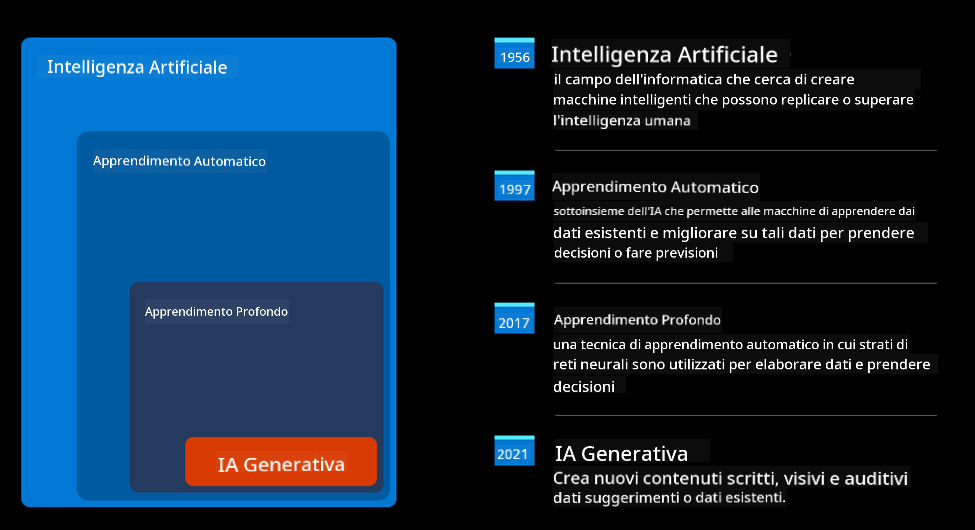 Intelligenza Artificiale
Apprendimento Automatico
Apprendimento Profondo
IA Generativa
1956
Intelligenza Artificiale
il campo dell'informatica che cerca di creare
macchine intelligenti che possono replicare o superare
l'intelligenza umana
1997
Apprendimento Automatico
sottoinsieme dell'IA che permette alle macchine di apprendere dai
dati esistenti e migliorare su tali dati per prendere
decisioni o fare previsioni
2017
Apprendimento Profondo
una tecnica di apprendimento automatico in cui strati di
reti neurali sono utilizzati per elaborare dati e prendere
decisioni
2021
IA Generativa
Crea nuovi contenuti scritti, visivi e auditivi
dati suggerimenti o dati esistenti.